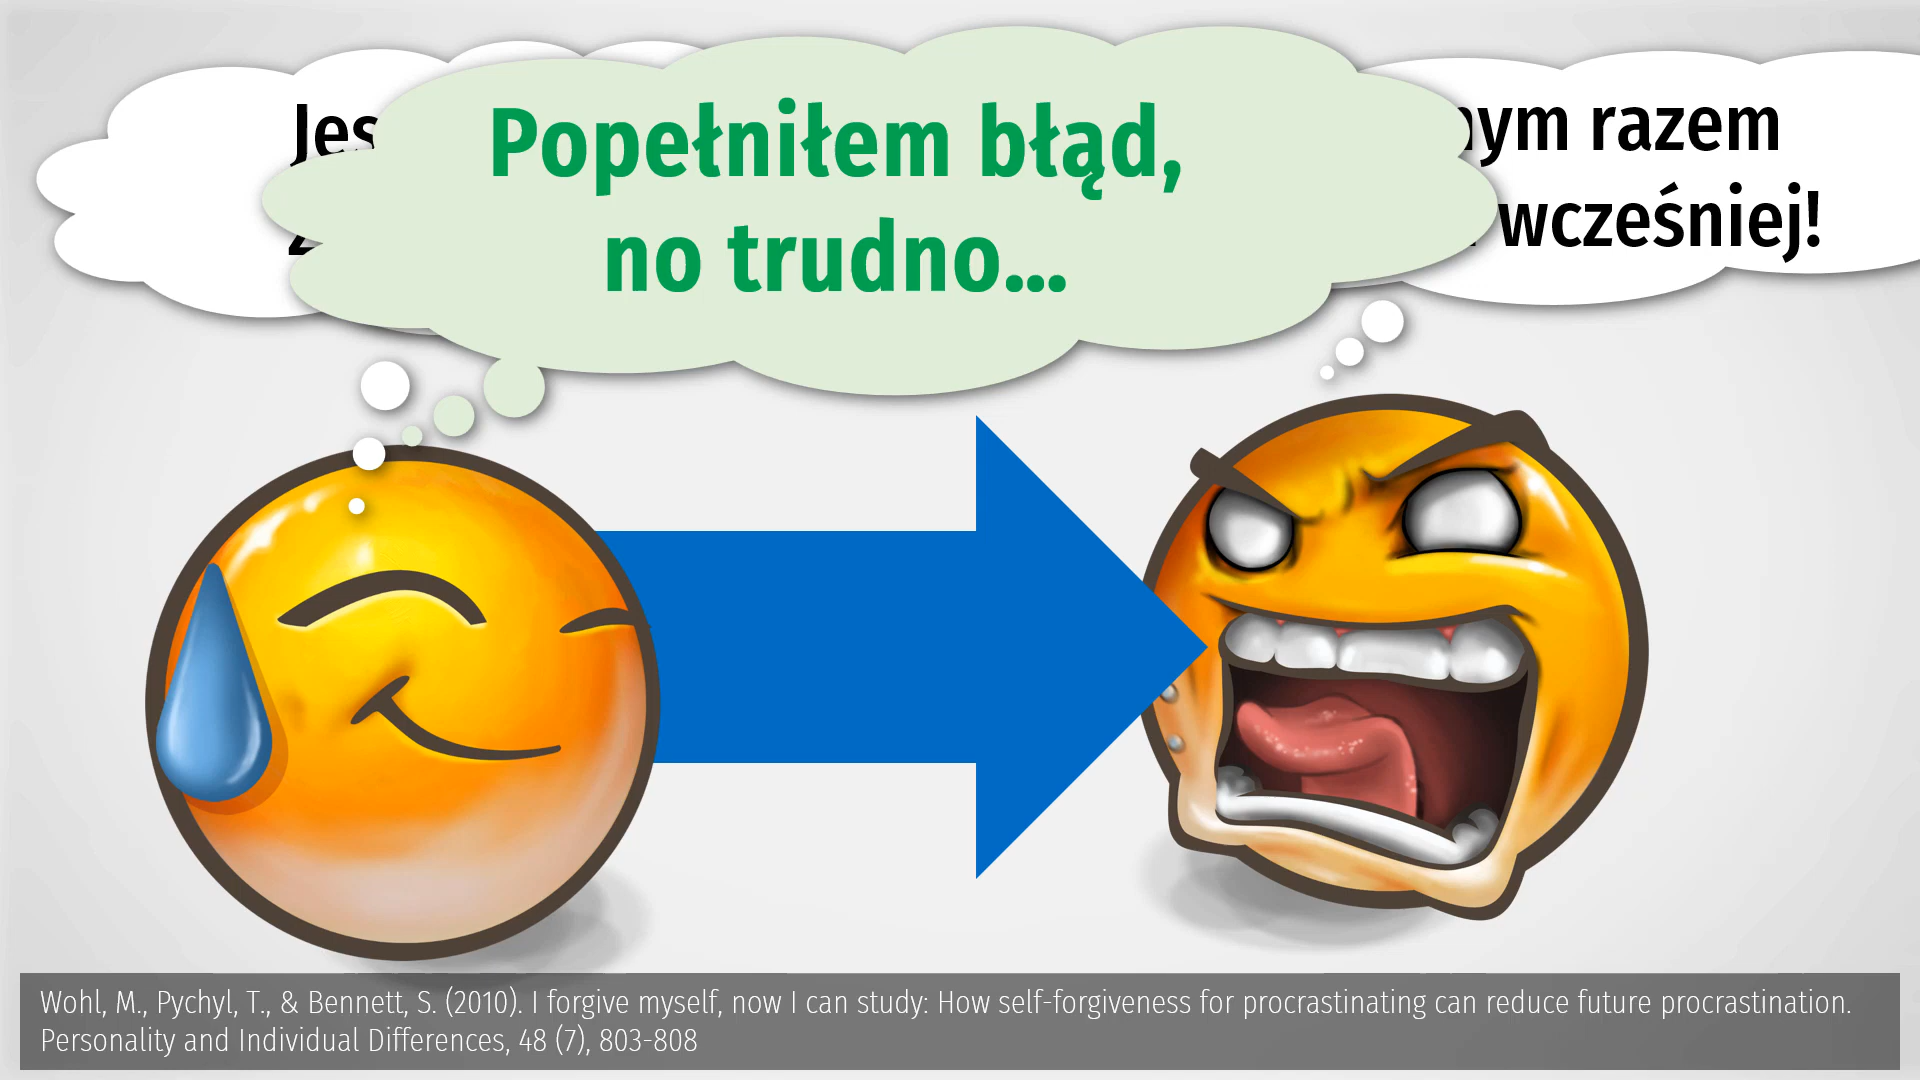 Popełniłem błąd,
no trudno...
razem
wcześniej!
Wohl, M., Pychyl, T., & Bennett, S. (2010). I forgive myself, now I can study: How self-forgiveness for procrastinating can reduce future procrastination.
Personality and Individual Differences, 48 (7), 803-808